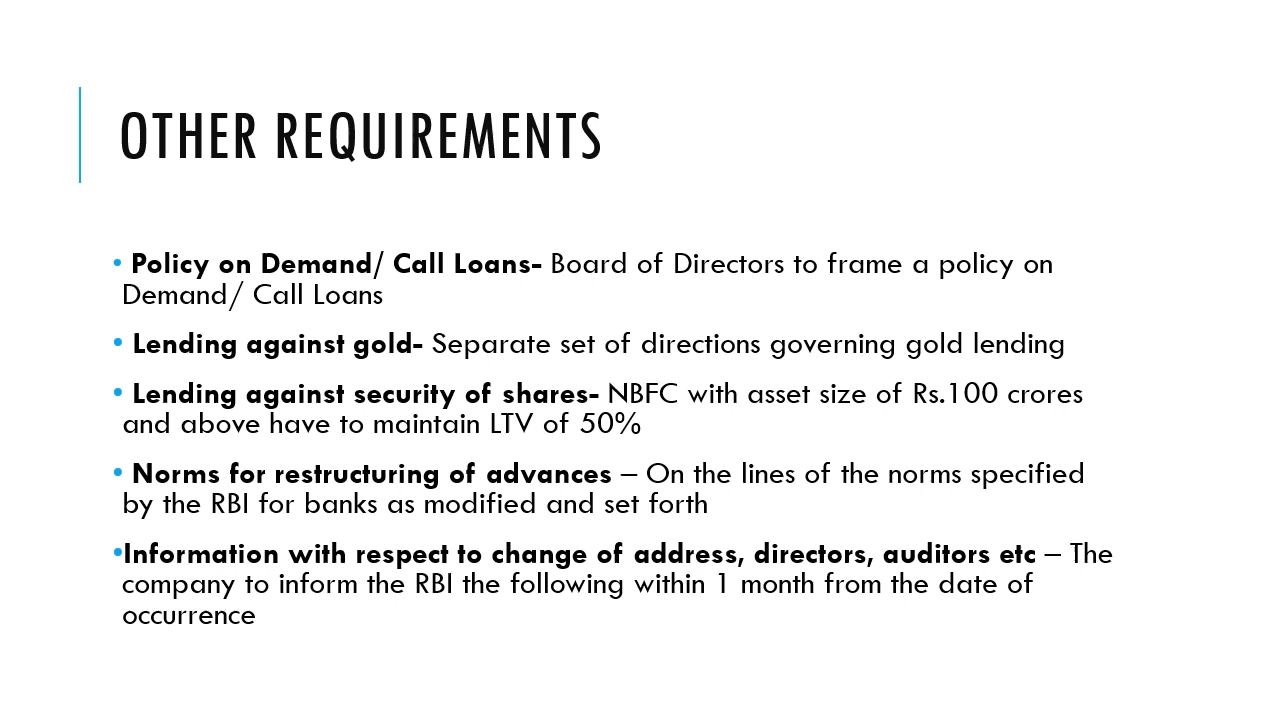 OTHER REQUIREMENTS
• Policy on Demand/ Call Loans- Board of Directors to frame a policy on
Demand/ Call Loans
• Lending against gold- Separate set of directions governing gold lending
• Lending against security of shares- NBFC with asset size of Rs.100 crores
and above have to maintain LTV of 50%
• Norms for restructuring of advances – On the lines of the norms specified
by the RBI for banks as modified and set forth
•Information with respect to change of address, directors, auditors etc – The
company to inform the RBI the following within 1 month from the date of
occurrence